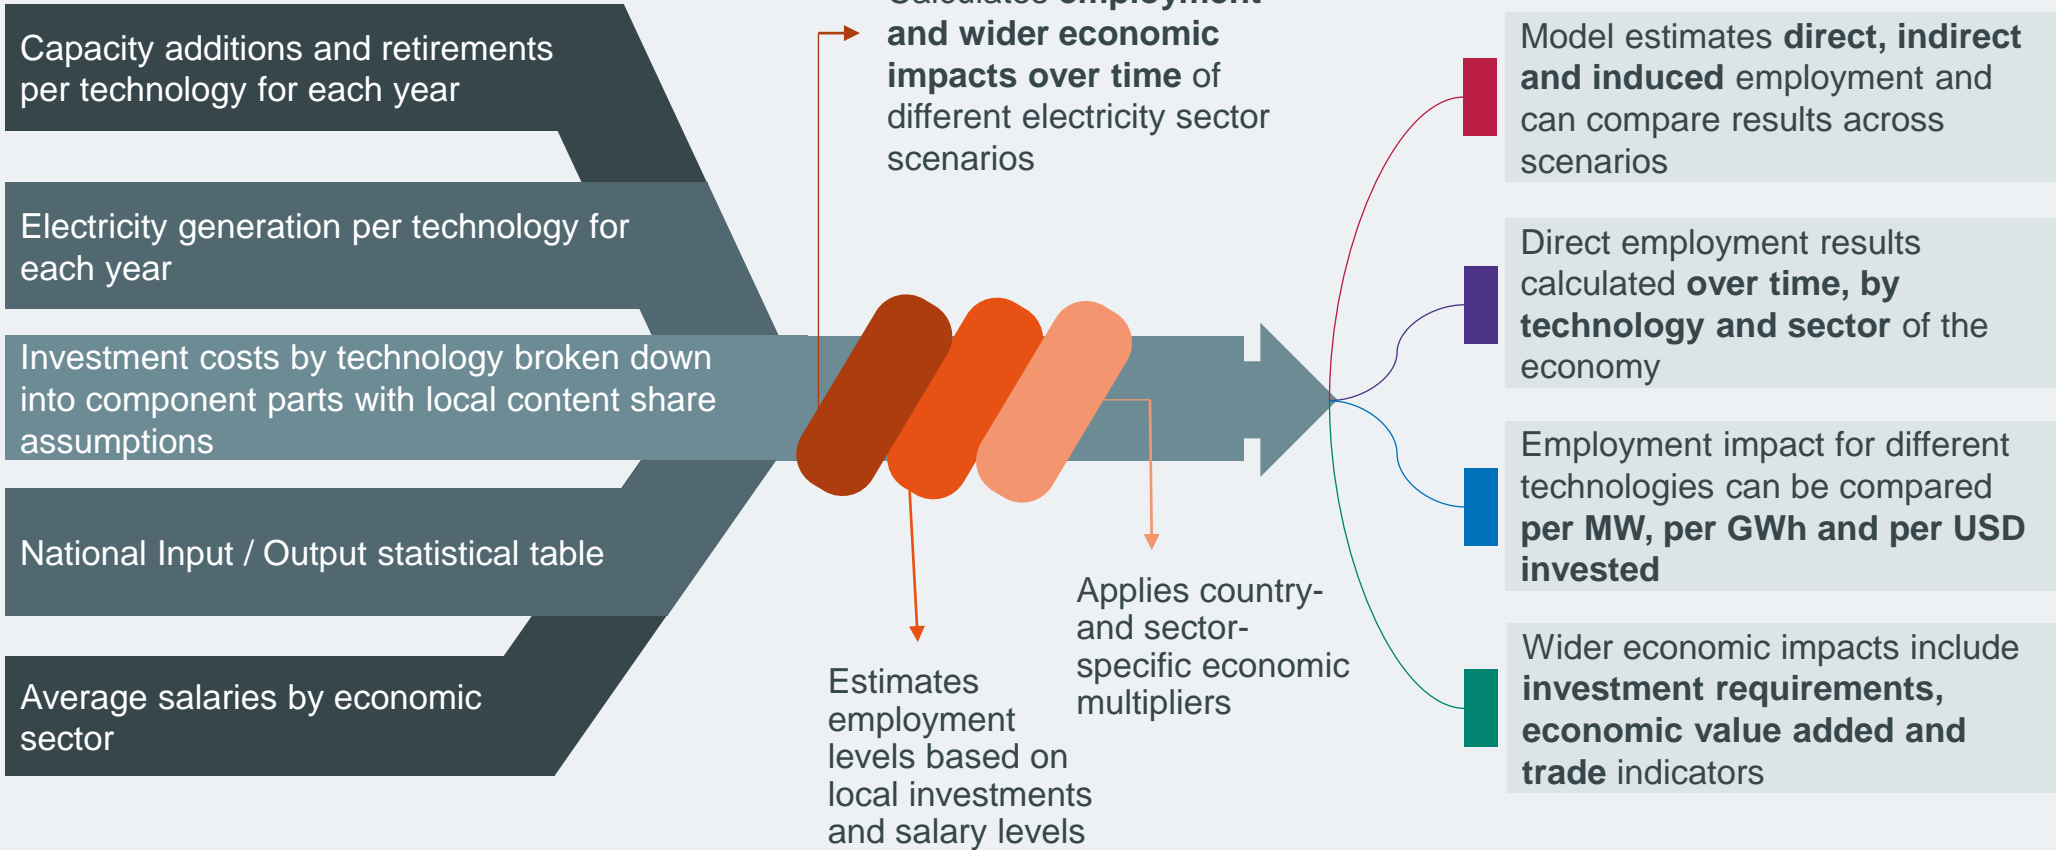 Capacity additions and retirements
per technology for each year
Electricity generation per technology for
each year
Investment costs by technology broken down
into component parts with local content share
assumptions
National Input / Output statistical table
Average salaries by economic
sector
Calculates employment
and wider economic
impacts over time of
different electricity sector
scenarios
Estimates
employment
levels based on
local investments
and salary levels
Applies country-
and sector-
specific economic
multipliers
Model estimates direct, indirect
and induced employment and
can compare results across
scenarios
Direct employment results
calculated over time, by
technology and sector of the
economy
Employment impact for different
technologies can be compared
per MW, per GWh and per USD
invested
Wider economic impacts include
investment requirements,
economic value added and
trade indicators